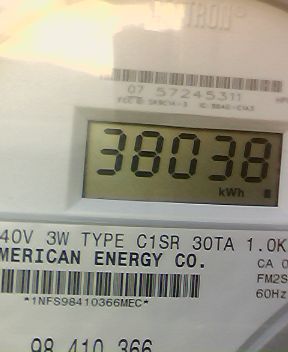 07 57245311
38038
kWh
40V 3W TYPE C1SR 30TA 1.0K
MERICAN ENERGY CO.
CA 0
FM2S
60Hz
*1NFS98410366MEC*
98 410 366